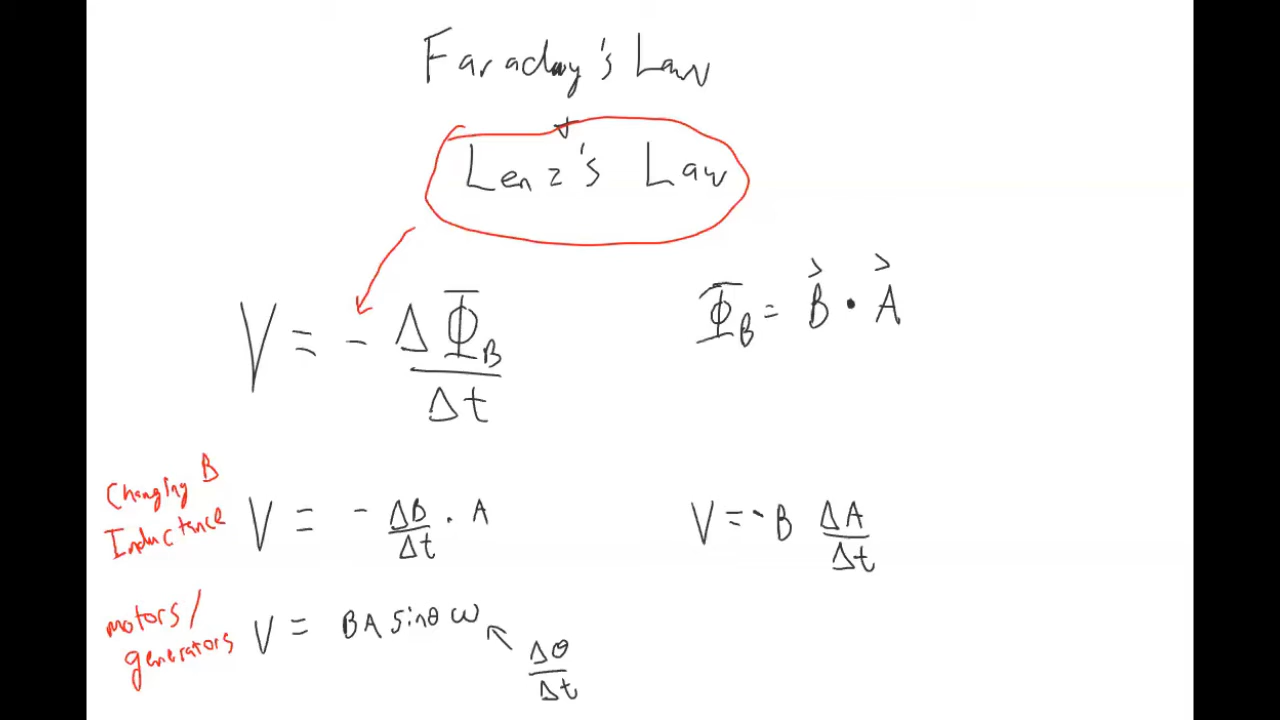 Faraday's Law
+
Lenz's Law
V = - ΔΦ_B / Δt
Φ_B = B⃗ • A⃗
Changing B
Inductance
V = - ΔB/Δt · A
V = - B ΔA/Δt
motors/
generators
V = BA sinθ ω
Δθ/Δt